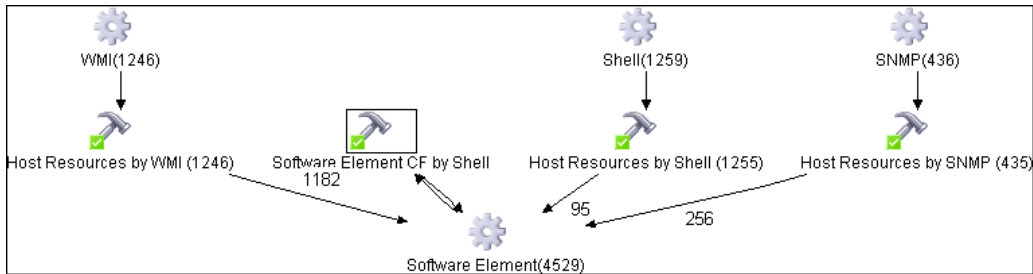 WMI(1246)
Shell(1259)
SNMP(436)
Host Resources by WMI (1246)
Software Element CF by Shell
Host Resources by Shell (1255)
Host Resources by SNMP (435)
1182
95
256
Software Element(4529)